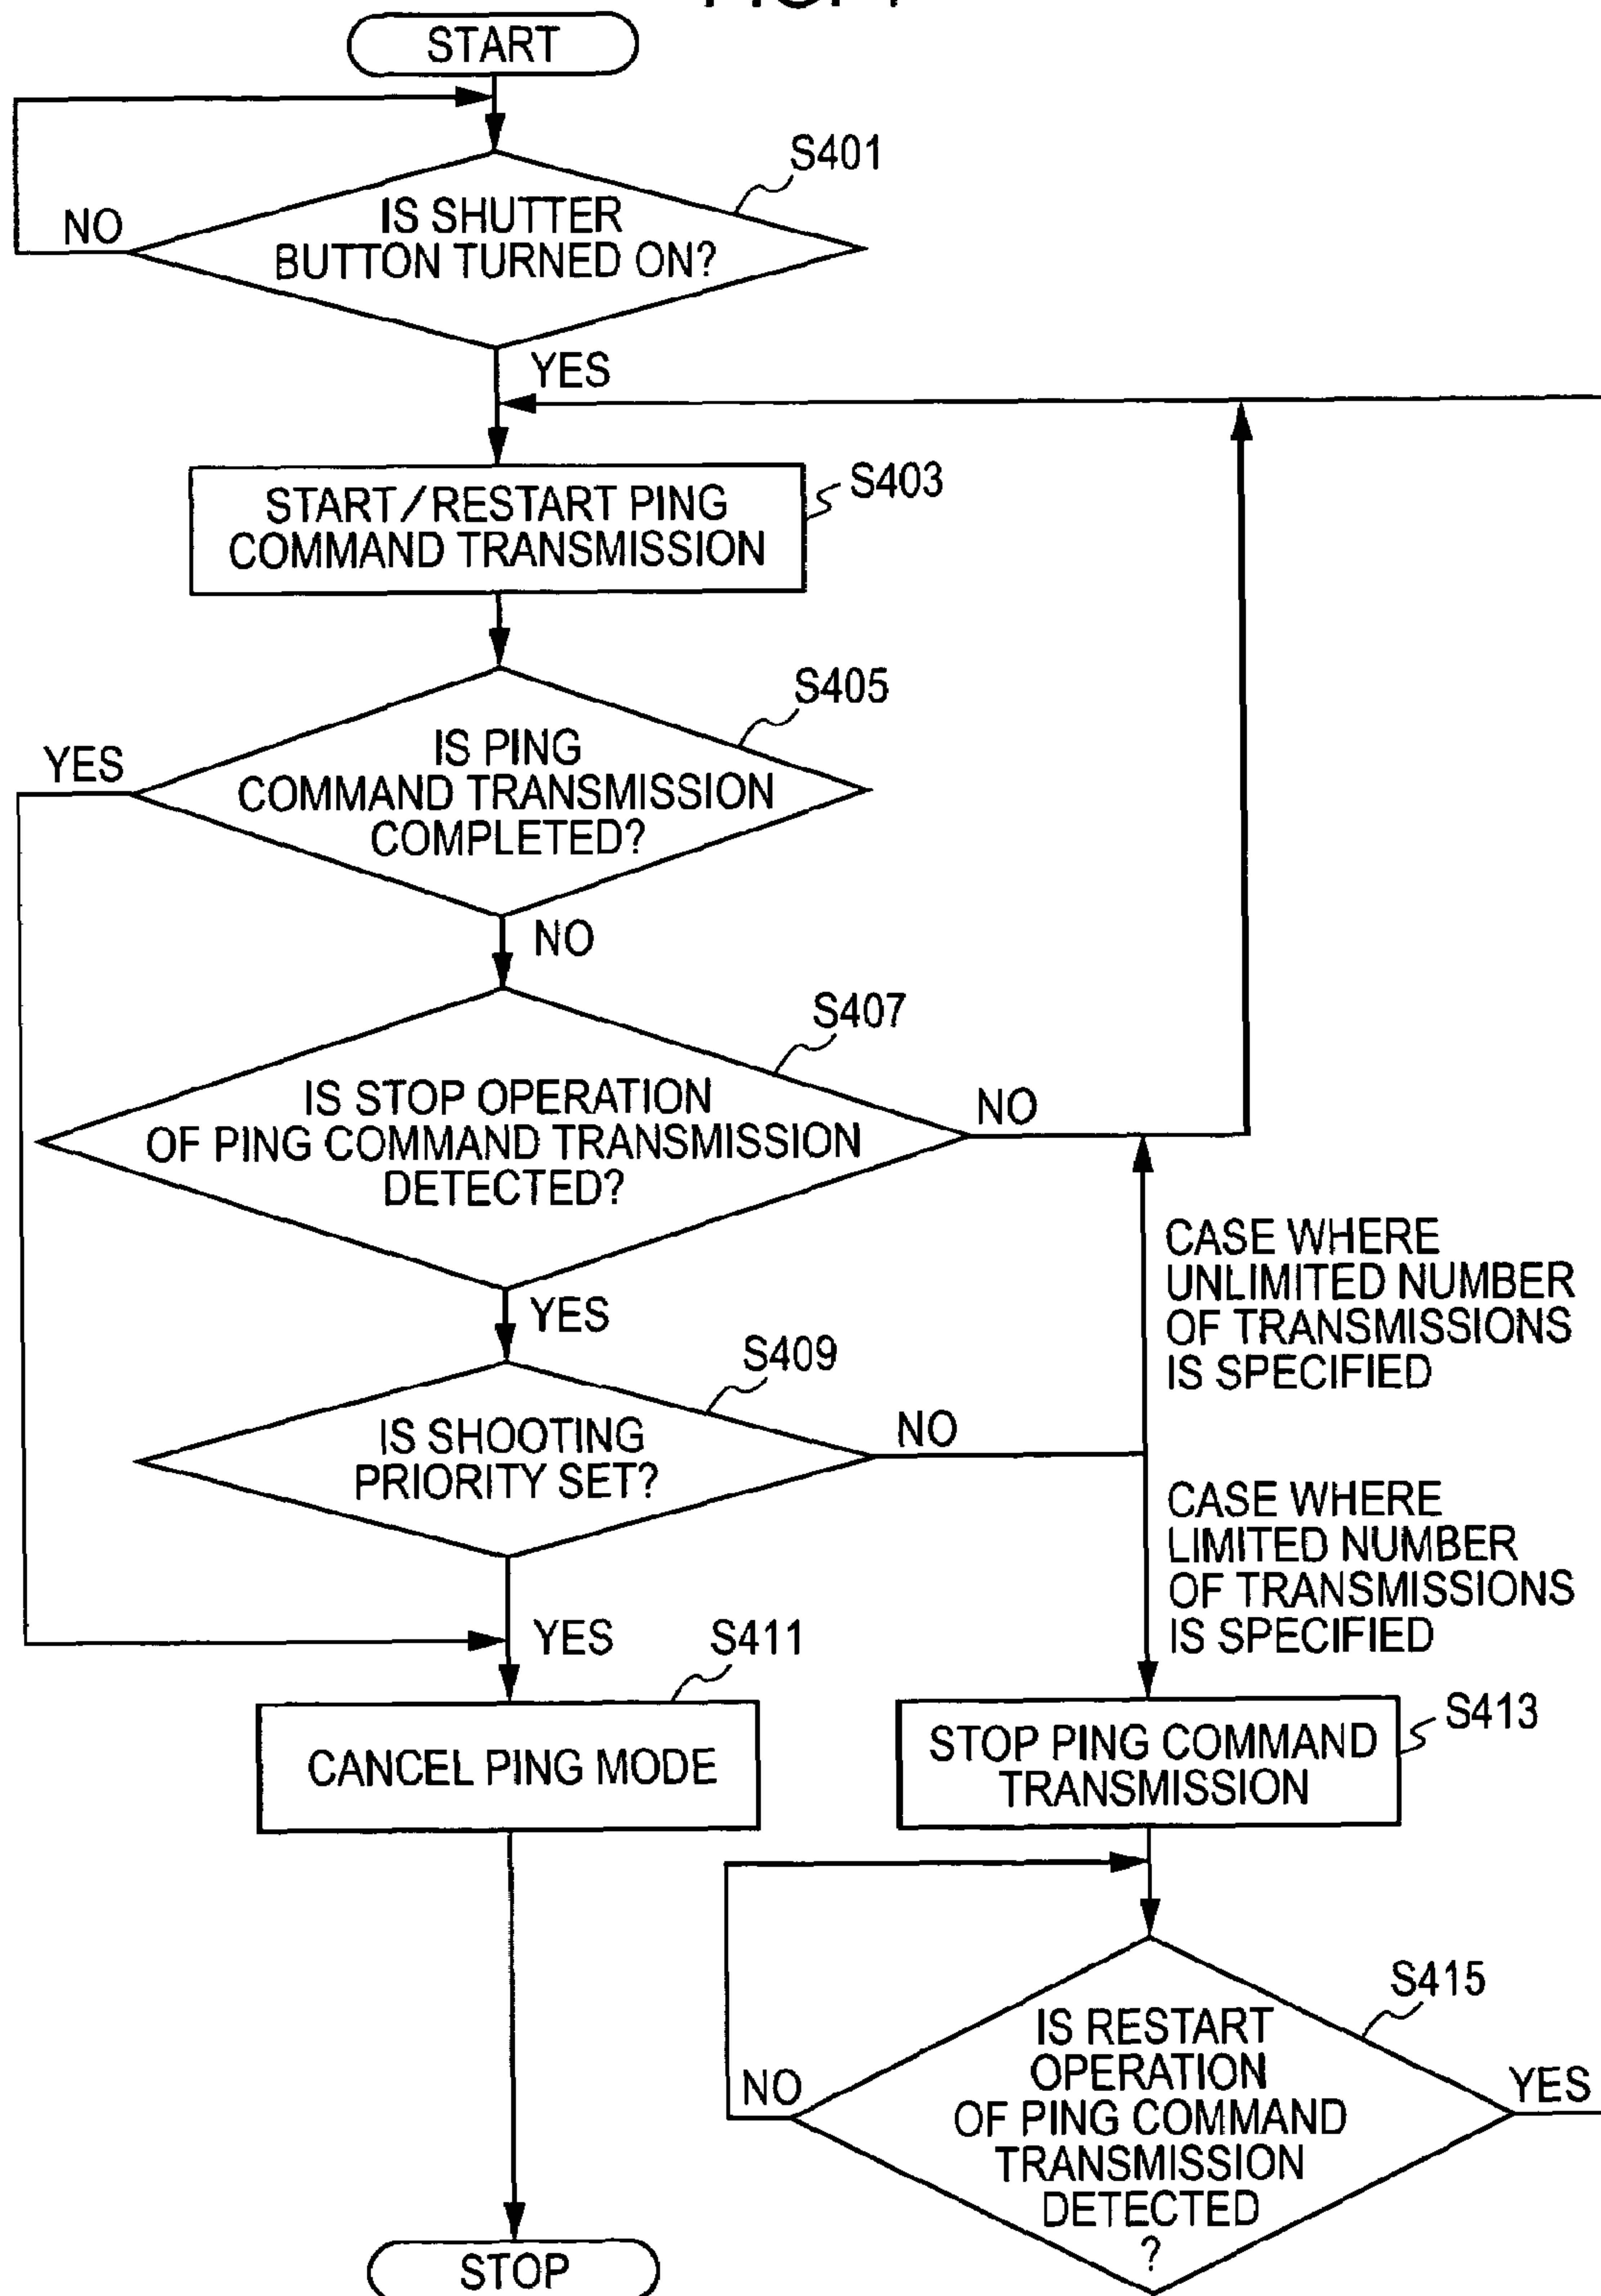 START
S401
IS SHUTTER
BUTTON TURNED ON?
NO
YES
S403
START/RESTART PING
COMMAND TRANSMISSION
S405
IS PING
COMMAND TRANSMISSION
COMPLETED?
YES
NO
S407
IS STOP OPERATION
OF PING COMMAND TRANSMISSION
DETECTED?
NO
YES
CASE WHERE
UNLIMITED NUMBER
OF TRANSMISSIONS
IS SPECIFIED
S409
IS SHOOTING
PRIORITY SET?
NO
YES
CASE WHERE
LIMITED NUMBER
OF TRANSMISSIONS
IS SPECIFIED
S411
CANCEL PING MODE
S413
STOP PING COMMAND
TRANSMISSION
S415
IS RESTART
OPERATION
OF PING COMMAND
TRANSMISSION
DETECTED
?
NO
YES
STOP